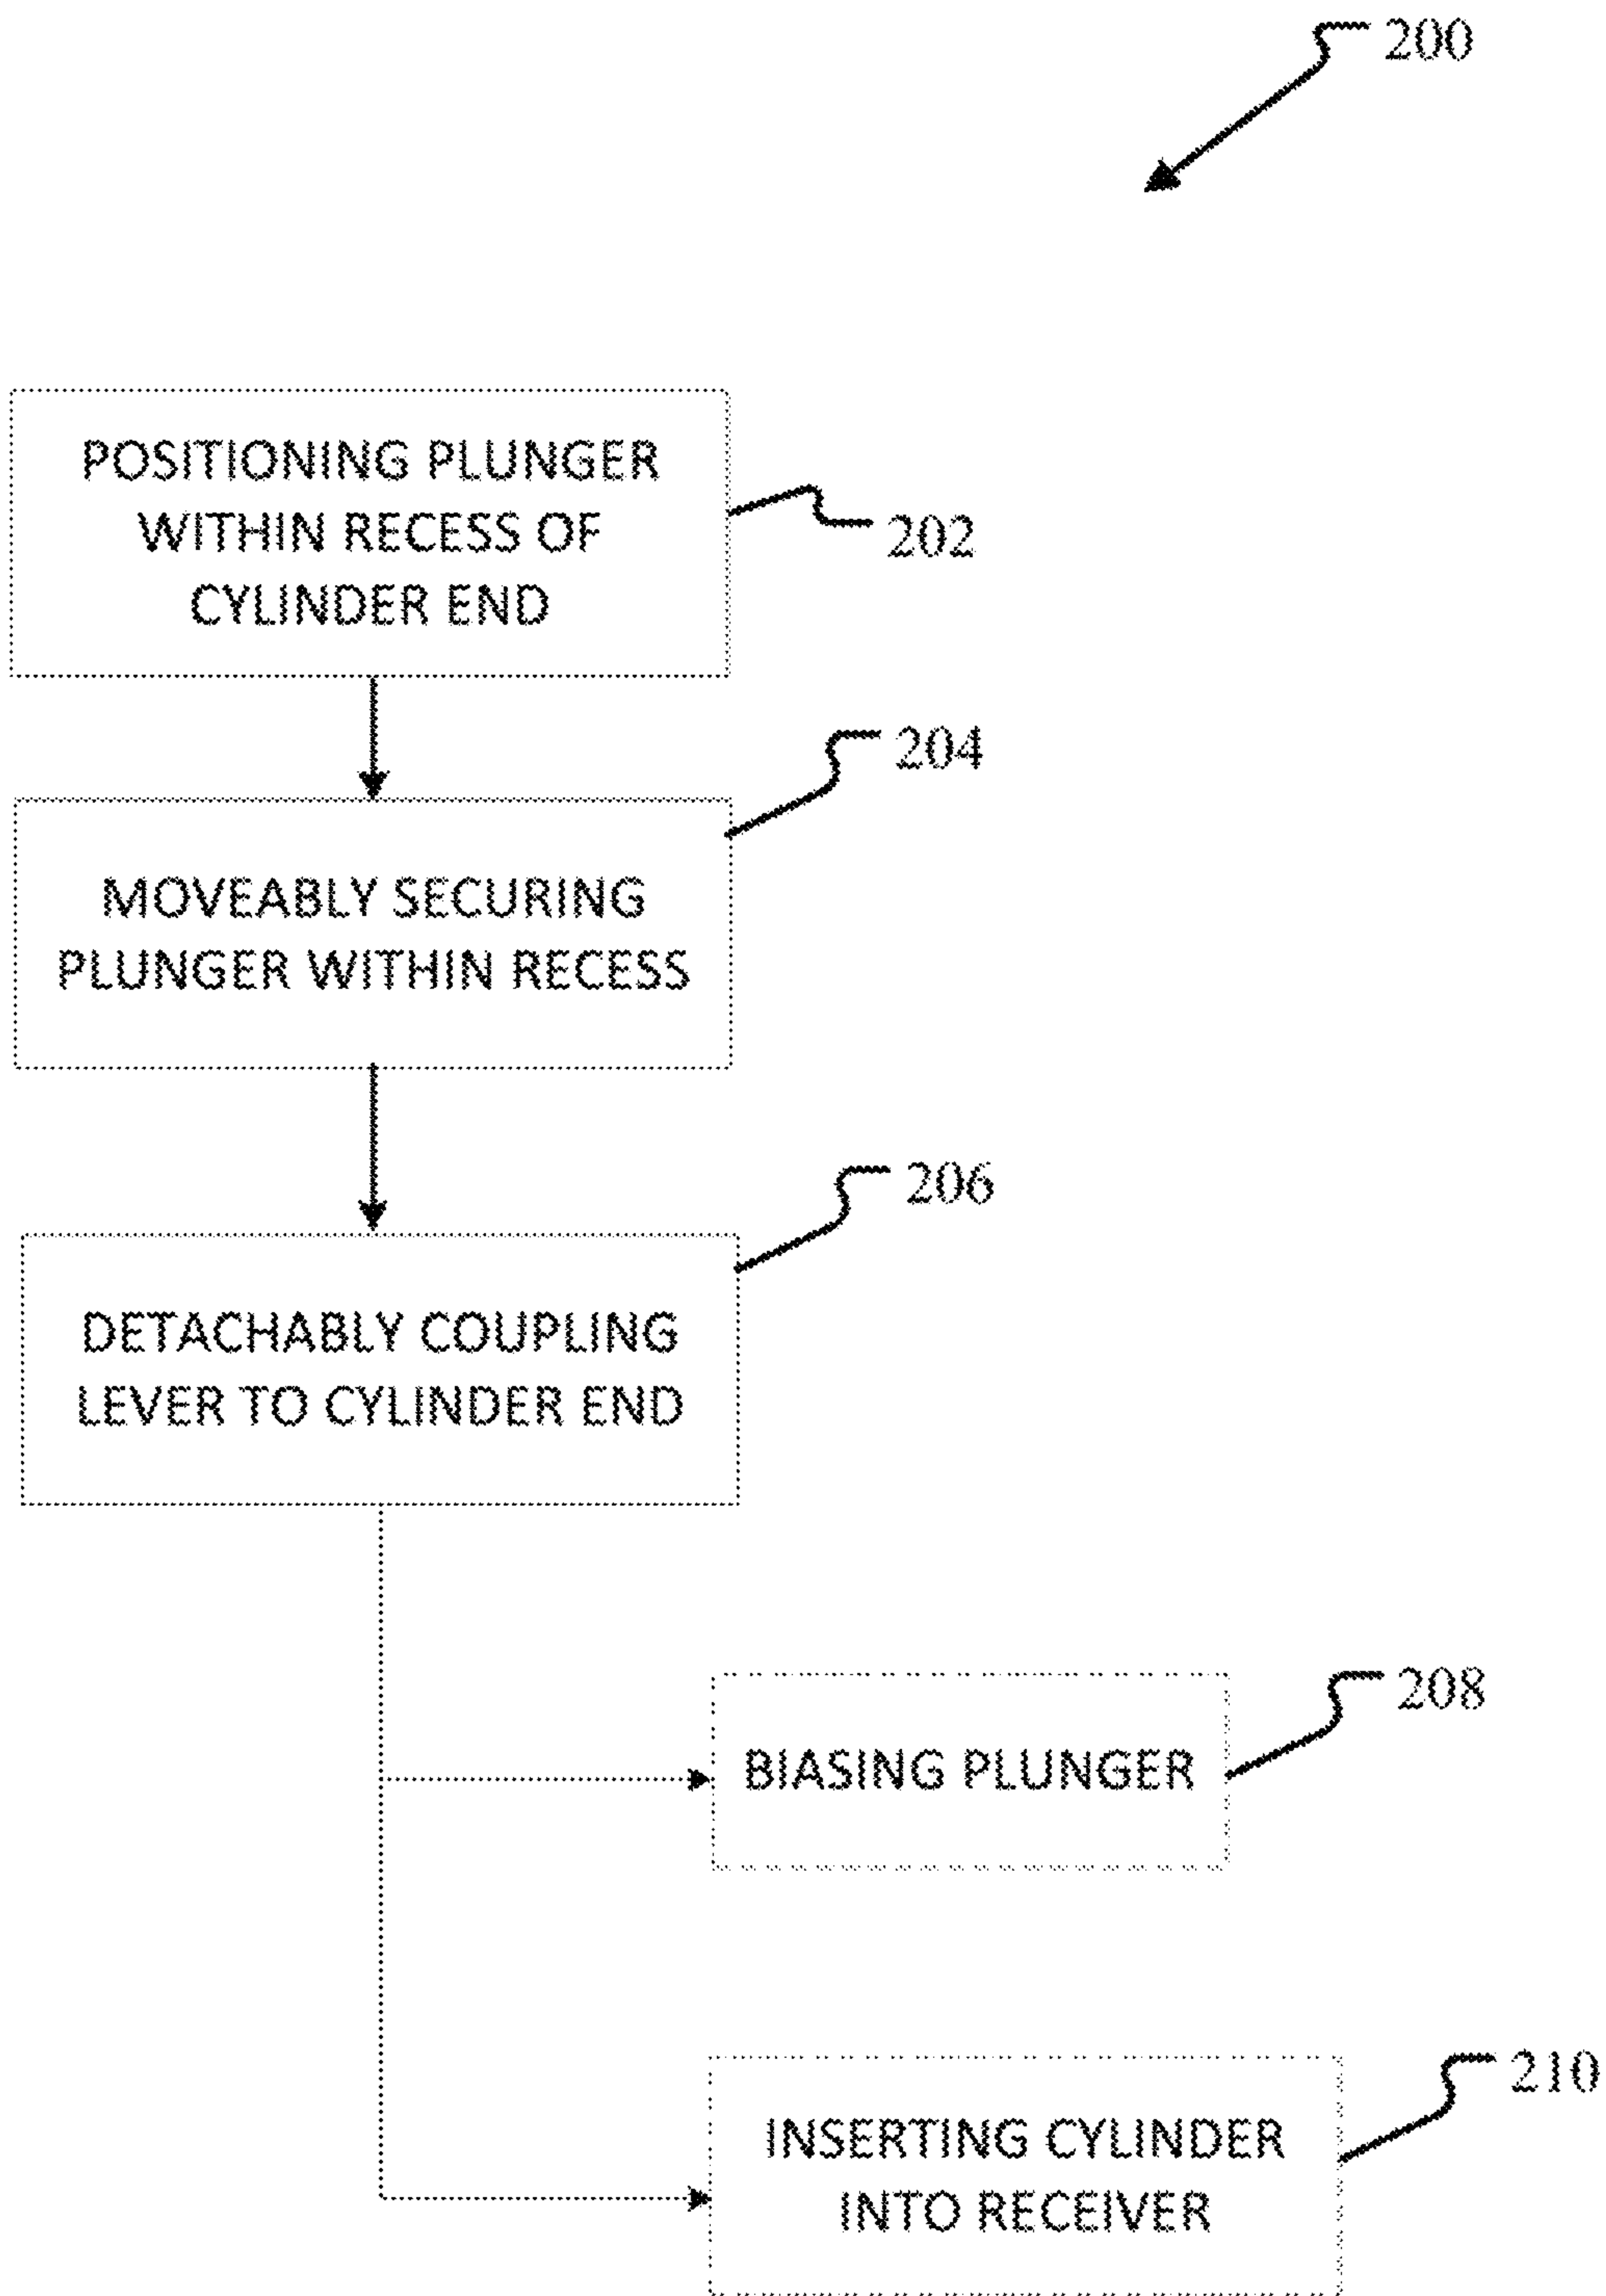 200
POSITIONING PLUNGER
WITHIN RECESS OF
CYLINDER END
202
MOVEABLY SECURING
PLUNGER WITHIN RECESS
204
DETACHABLY COUPLING
LEVER TO CYLINDER END
206
BIASING PLUNGER
208
INSERTING CYLINDER
INTO RECEIVER
210